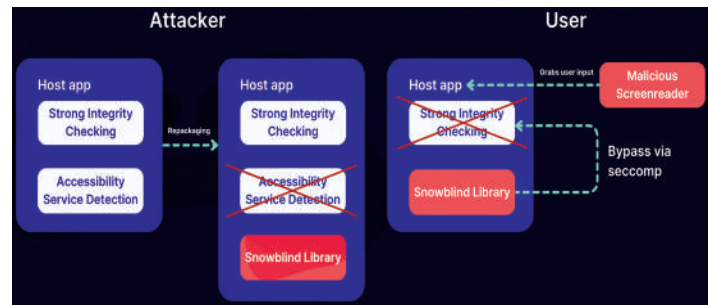 Attacker
User
Host app
Strong Integrity
Checking
Accessibility
Service Detection
Repackaging
Host app
Strong Integrity
Checking
Accessibility
Service Detection
Snowblind Library
Host app
Strong Integrity
Checking
Snowblind Library
Grabs user input
Malicious
Screenreader
Bypass via
seccomp